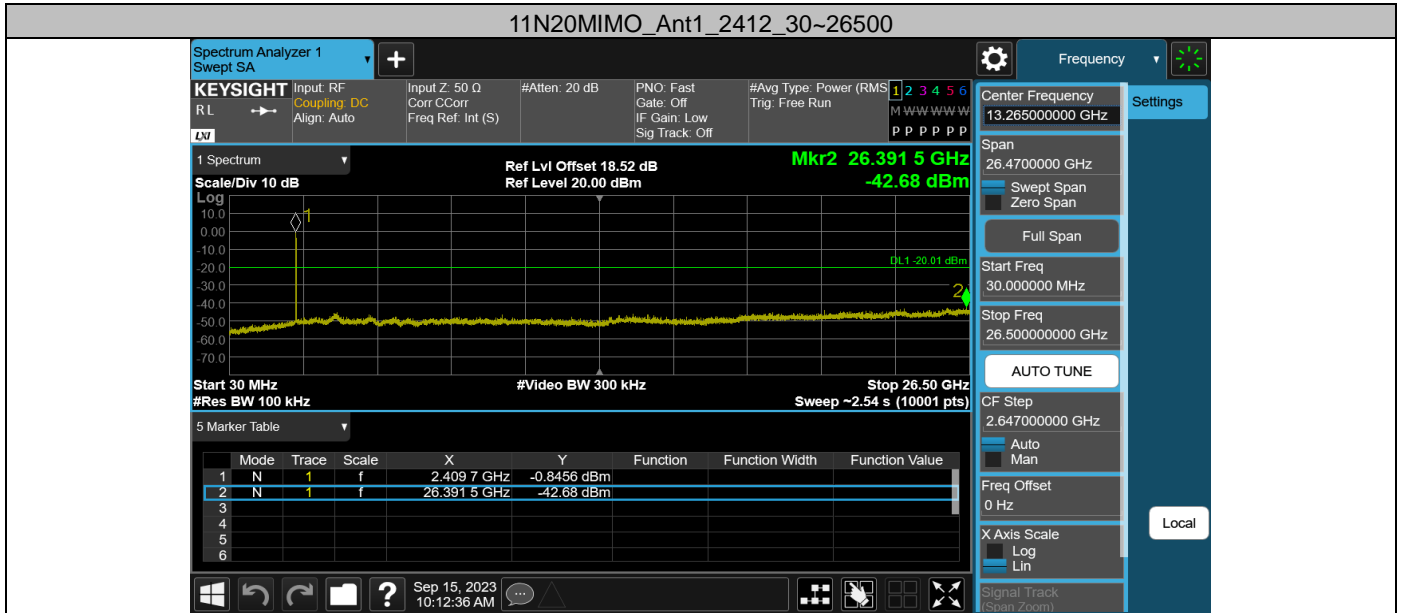 11N20MIMO_Ant1_2412_30~26500
Spectrum Analyzer 1
Swept SA
+
Frequency
KEYSIGHT
Input: RF
Input Z: 50 Ω
#Atten: 20 dB
PNO: Fast
#Avg Type: Power (RMS
1 2 3 4 5 6
R L
Coupling: DC
Corr CCorr
Gate: Off
Trig: Free Run
M W W W W W
Align: Auto
Freq Ref: Int (S)
IF Gain: Low
LXI
Sig Track: Off
P P P P P P
1 Spectrum
Ref Lvl Offset 18.52 dB
Mkr2 26.391 5 GHz
Scale/Div 10 dB
Ref Level 20.00 dBm
-42.68 dBm
Log
1
10.0
0.00
-10.0
DL1 -20.01 dBm
-20.0
-30.0
2
-40.0
-50.0
-60.0
-70.0
Start 30 MHz
#Video BW 300 kHz
Stop 26.50 GHz
#Res BW 100 kHz
Sweep ~2.54 s (10001 pts)
5 Marker Table
Mode Trace Scale X Y Function Function Width Function Value
1 N 1 f 2.409 7 GHz -0.8456 dBm
2 N 1 f 26.391 5 GHz -42.68 dBm
3
4
5
6
Center Frequency
13.265000000 GHz
Settings
Span
26.4700000 GHz
Swept Span
Zero Span
Full Span
Start Freq
30.000000 MHz
Stop Freq
26.500000000 GHz
AUTO TUNE
CF Step
2.647000000 GHz
Auto
Man
Freq Offset
0 Hz
Local
X Axis Scale
Log
Lin
Signal Track
(Span Zoom)
?
Sep 15, 2023
10:12:36 AM